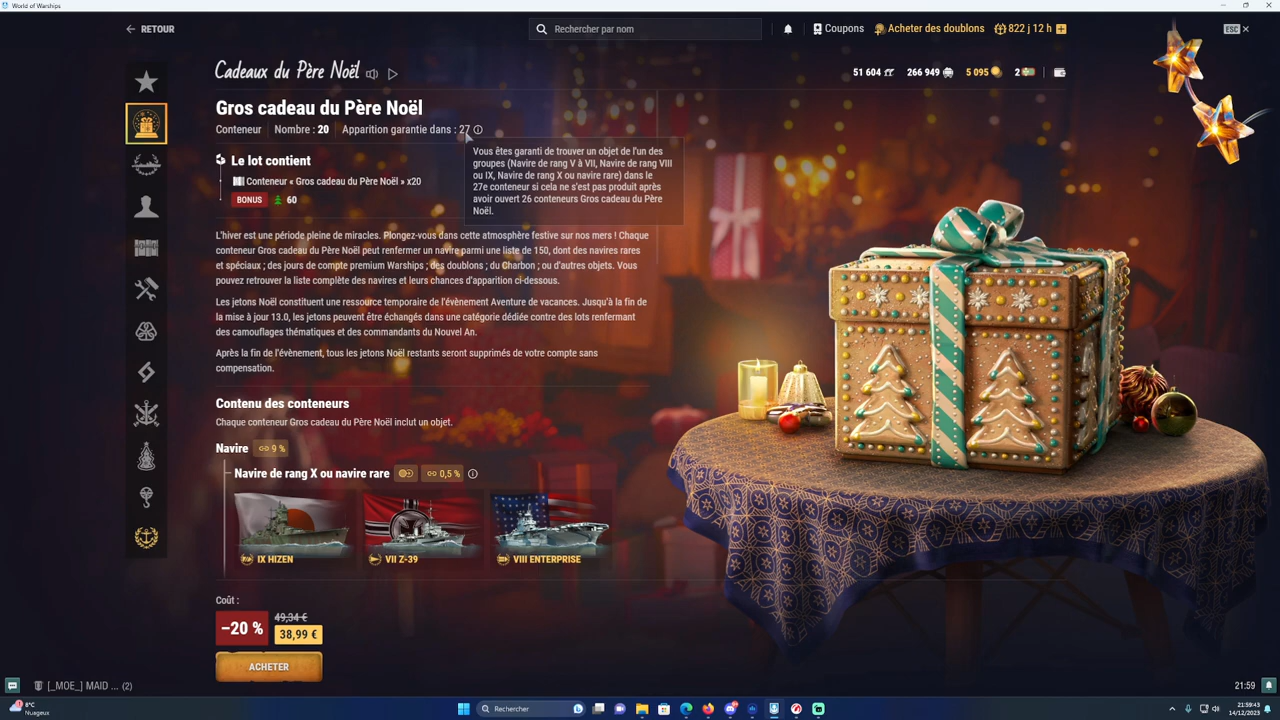 World of Warships
RETOUR
Rechercher par nom
Coupons
Acheter des doublons
822 j 12 h
ESC
Cadeaux du Père Noël
51 604
266 949
5 095
2
Gros cadeau du Père Noël
Conteneur | Nombre : 20 | Apparition garantie dans : 27
Vous êtes garanti de trouver un objet de l'un des
groupes (Navire de rang V à VII, Navire de rang VIII
ou IX, Navire de rang X ou navire rare) dans le
27e conteneur si cela ne s'est pas produit après
avoir ouvert 26 conteneurs Gros cadeau du Père
Noël.
Le lot contient
Conteneur « Gros cadeau du Père Noël » x20
BONUS 60
L'hiver est une période pleine de miracles. Plongez-vous dans cette atmosphère festive sur nos mers ! Chaque
conteneur Gros cadeau du Père Noël peut renfermer un navire parmi une liste de 150, dont des navires rares
et spéciaux ; des jours de compte premium Warships ; des doublons ; du Charbon ; ou d'autres objets. Vous
pouvez retrouver la liste complète des navires et leurs chances d'apparition ci-dessous.
Les jetons Noël constituent une ressource temporaire de l'évènement Aventure de vacances. Jusqu'à la fin de
la mise à jour 13.0, les jetons peuvent être échangés dans une catégorie dédiée contre des lots renfermant
des camouflages thématiques et des commandants du Nouvel An.
Après la fin de l'évènement, tous les jetons Noël restants seront supprimés de votre compte sans
compensation.
Contenu des conteneurs
Chaque conteneur Gros cadeau du Père Noël inclut un objet.
Navire 9 %
Navire de rang X ou navire rare 0,5 %
IX HIZEN
VII Z-39
VIII ENTERPRISE
Coût :
−20 %
49,34 €
38,99 €
ACHETER
[_MOE_] MAID ... (2)
21:59
8°C
Nuageux
Rechercher
21:59:43
14/12/2023